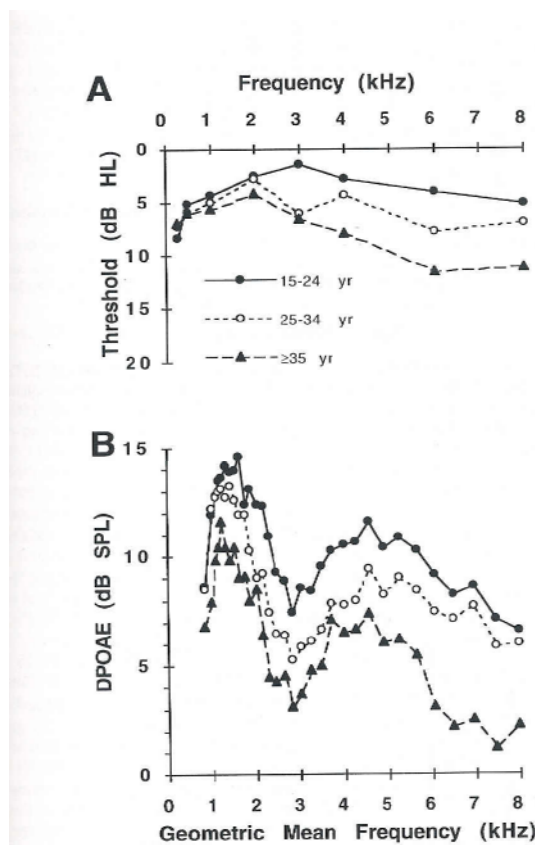 A
Frequency (kHz)
0 1 2 3 4 5 6 7 8
Threshold (dB HL)
0
5
10
15
20
15-24 yr
25-34 yr
≥35 yr
B
DPOAE (dB SPL)
15
10
5
0
0 1 2 3 4 5 6 7 8
Geometric Mean Frequency (kHz)